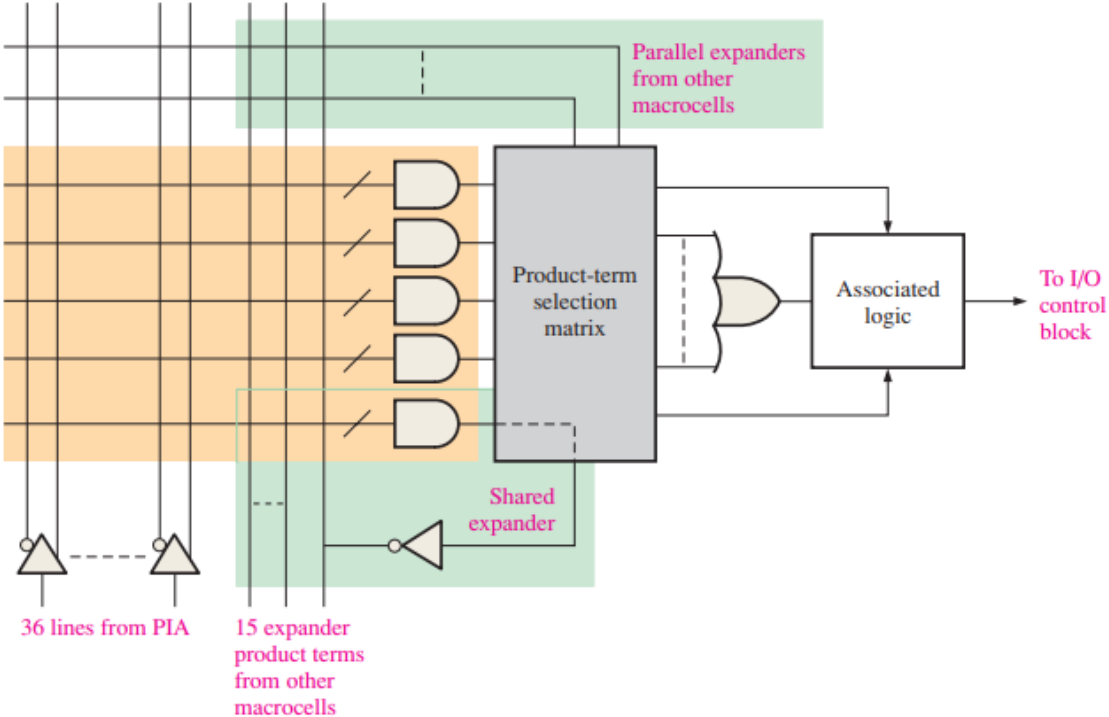 Parallel expanders
from other
macrocells
Product-term
selection
matrix
Associated
logic
To I/O
control
block
Shared
expander
36 lines from PIA
15 expander
product terms
from other
macrocells